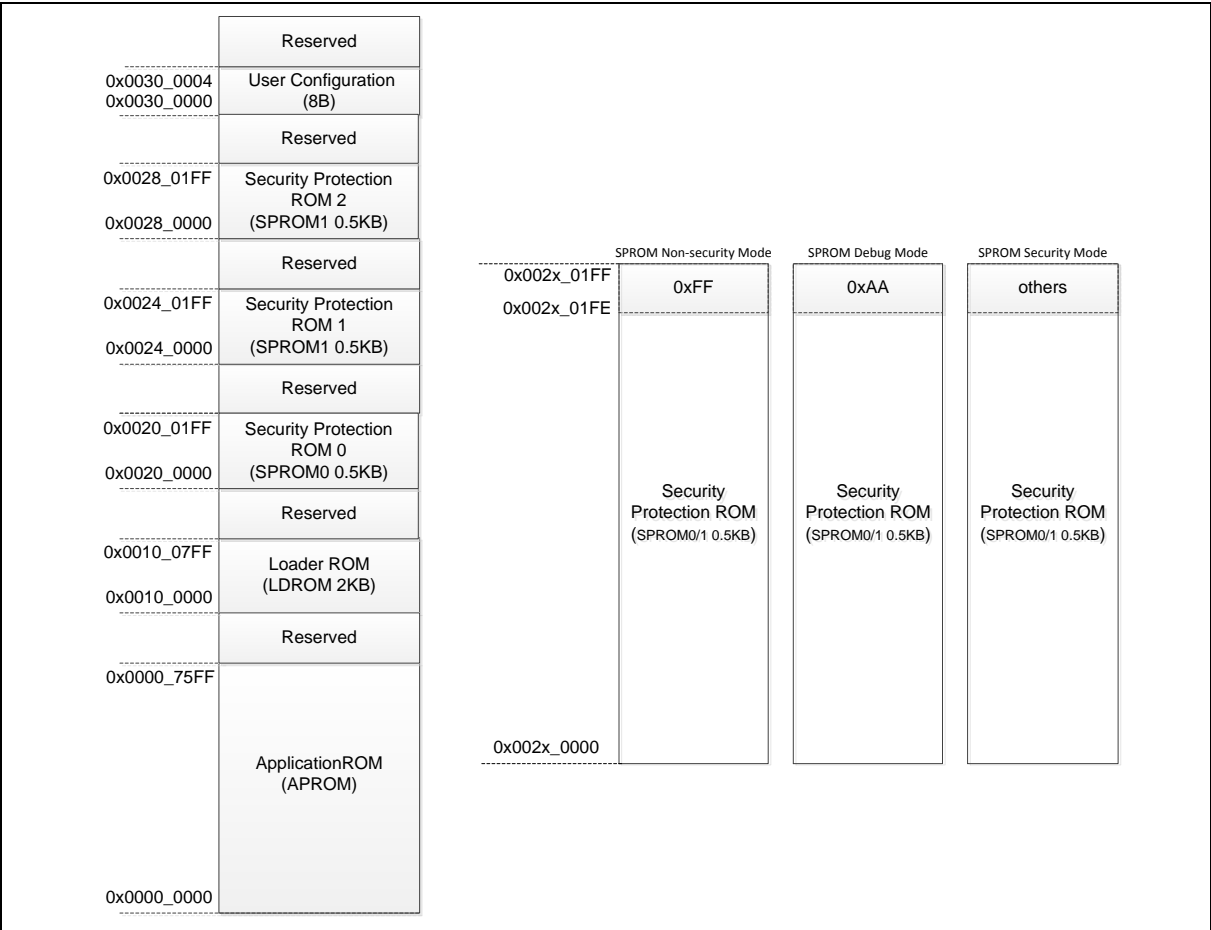 Reserved
0x0030_0004
0x0030_0000
User Configuration
(8B)
Reserved
0x0028_01FF
0x0028_0000
Security Protection
ROM 2
(SPROM1 0.5KB)
Reserved
0x0024_01FF
0x0024_0000
Security Protection
ROM 1
(SPROM1 0.5KB)
Reserved
0x0020_01FF
0x0020_0000
Security Protection
ROM 0
(SPROM0 0.5KB)
Reserved
0x0010_07FF
0x0010_0000
Loader ROM
(LDROM 2KB)
Reserved
0x0000_75FF
ApplicationROM
(APROM)
0x0000_0000
SPROM Non-security Mode
SPROM Debug Mode
SPROM Security Mode
0x002x_01FF
0x002x_01FE
0xFF
0xAA
others
Security
Protection ROM
(SPROM0/1 0.5KB)
Security
Protection ROM
(SPROM0/1 0.5KB)
Security
Protection ROM
(SPROM0/1 0.5KB)
0x002x_0000